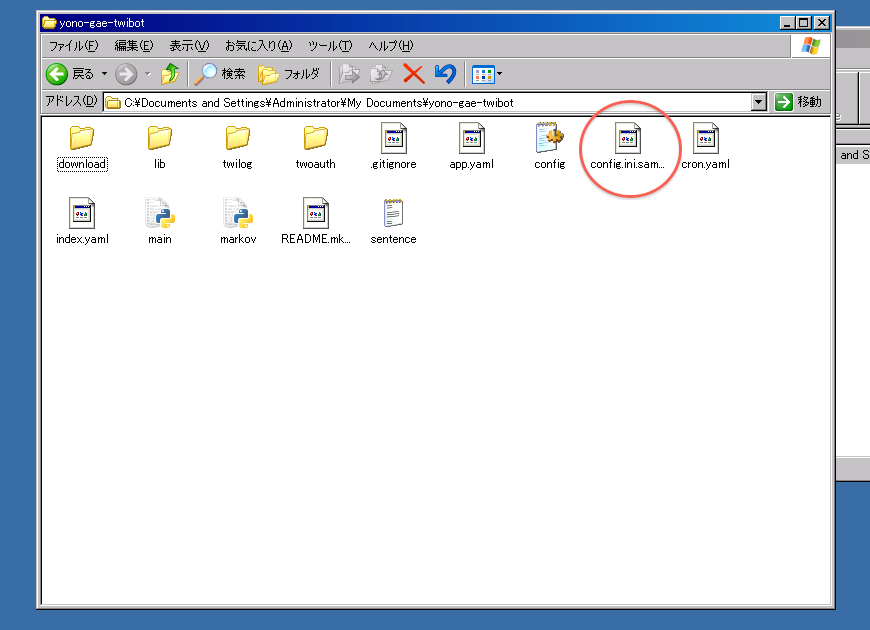 yono-gae-twibot
ファイル(F) 編集(E) 表示(V) お気に入り(A) ツール(T) ヘルプ(H)
戻る 検索 フォルダ
アドレス(D) C:¥Documents and Settings¥Administrator¥My Documents¥yono-gae-twibot 移動
and S
download lib twilog twoauth .gitignore app.yaml config config.ini.sam... cron.yaml
index.yaml main markov README.mk... sentence